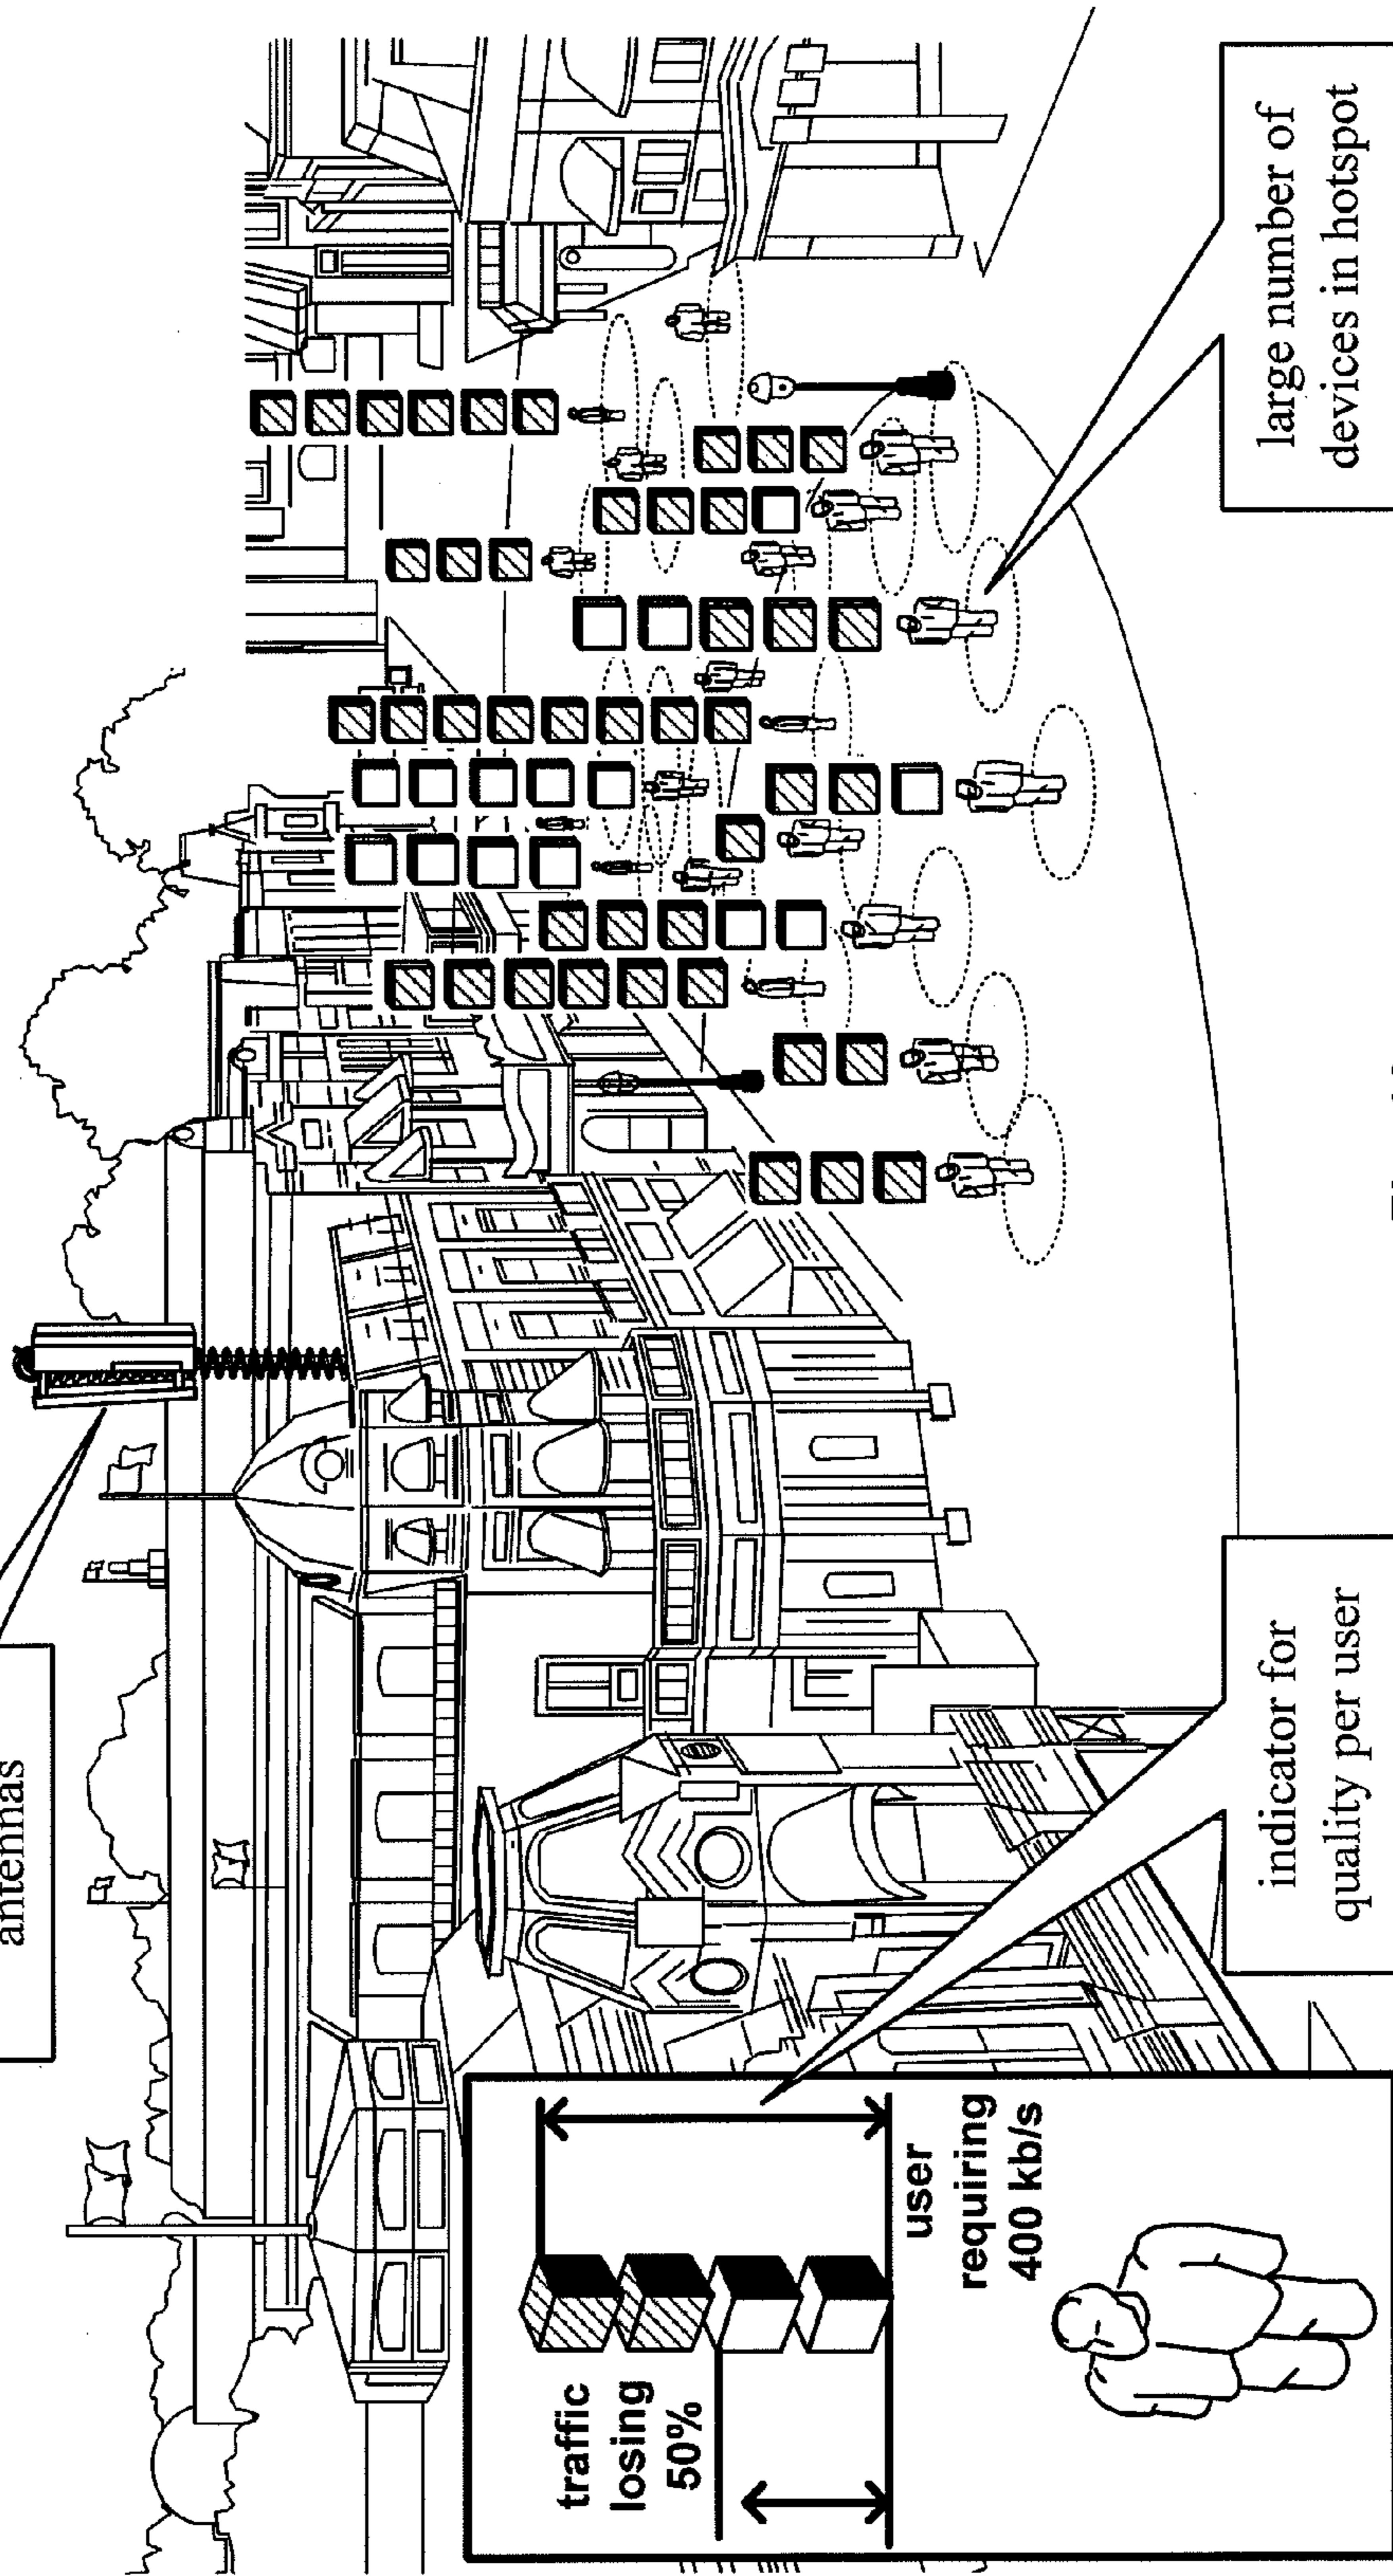 antennas
large number of
devices in hotspot
indicator for
quality per user
traffic
losing
50%
user
requiring
400 kb/s